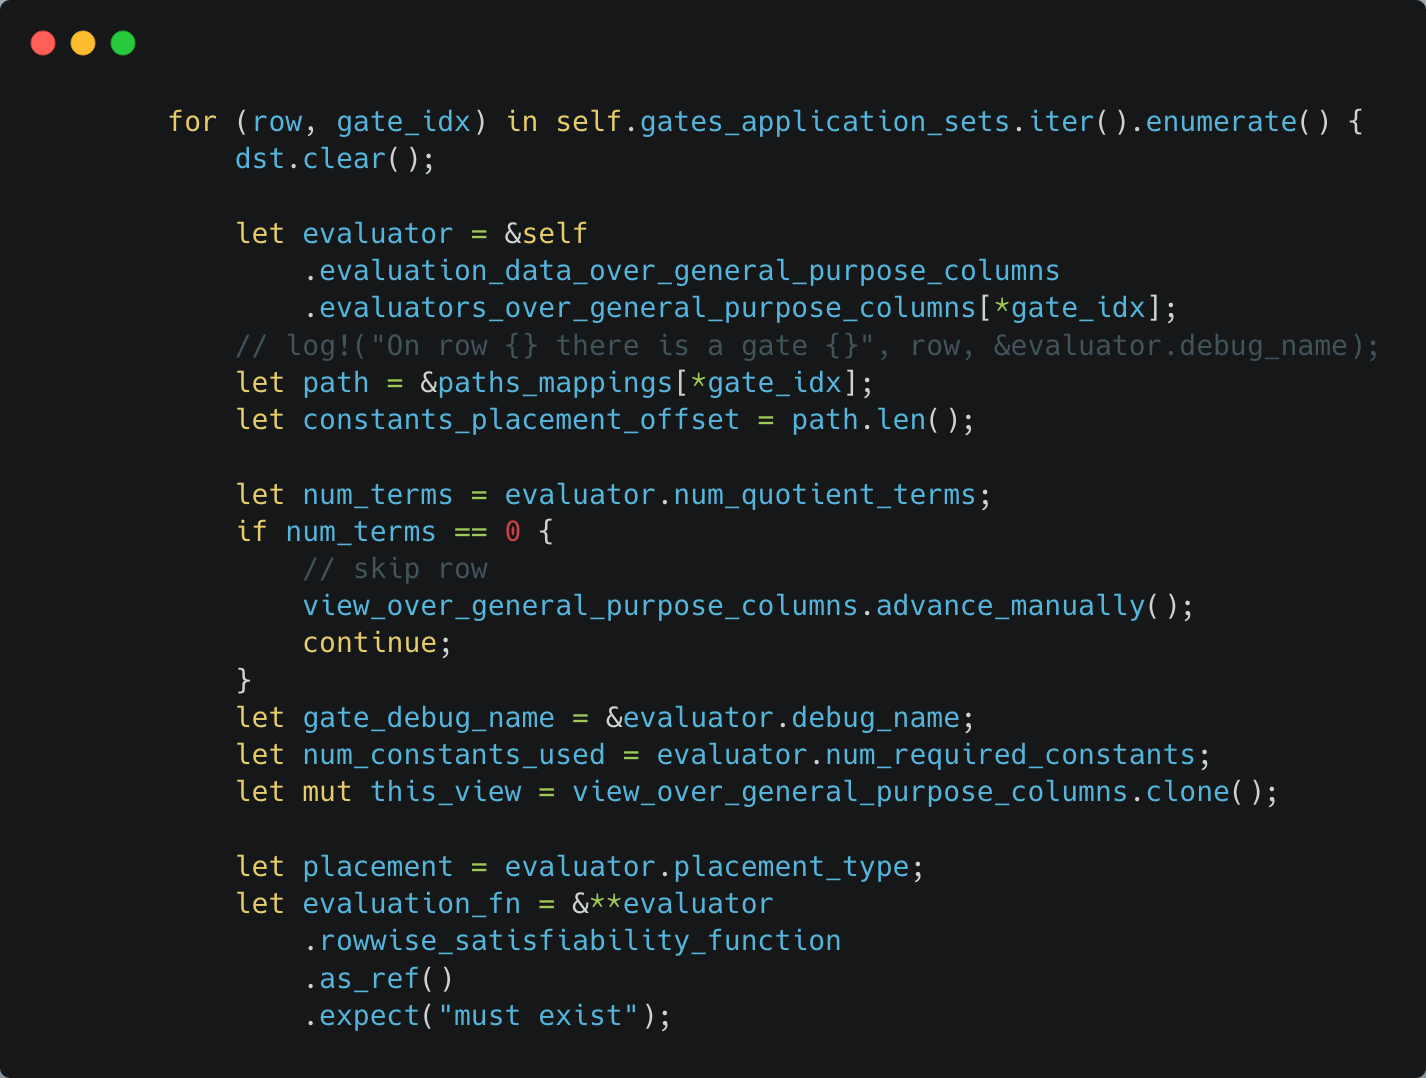 for (row, gate_idx) in self.gates_application_sets.iter().enumerate() {
    dst.clear();

    let evaluator = &self
        .evaluation_data_over_general_purpose_columns
        .evaluators_over_general_purpose_columns[*gate_idx];
    // log!("On row {} there is a gate {}", row, &evaluator.debug_name);
    let path = &paths_mappings[*gate_idx];
    let constants_placement_offset = path.len();

    let num_terms = evaluator.num_quotient_terms;
    if num_terms == 0 {
        // skip row
        view_over_general_purpose_columns.advance_manually();
        continue;
    }
    let gate_debug_name = &evaluator.debug_name;
    let num_constants_used = evaluator.num_required_constants;
    let mut this_view = view_over_general_purpose_columns.clone();

    let placement = evaluator.placement_type;
    let evaluation_fn = &**evaluator
        .rowwise_satisfiability_function
        .as_ref()
        .expect("must exist");